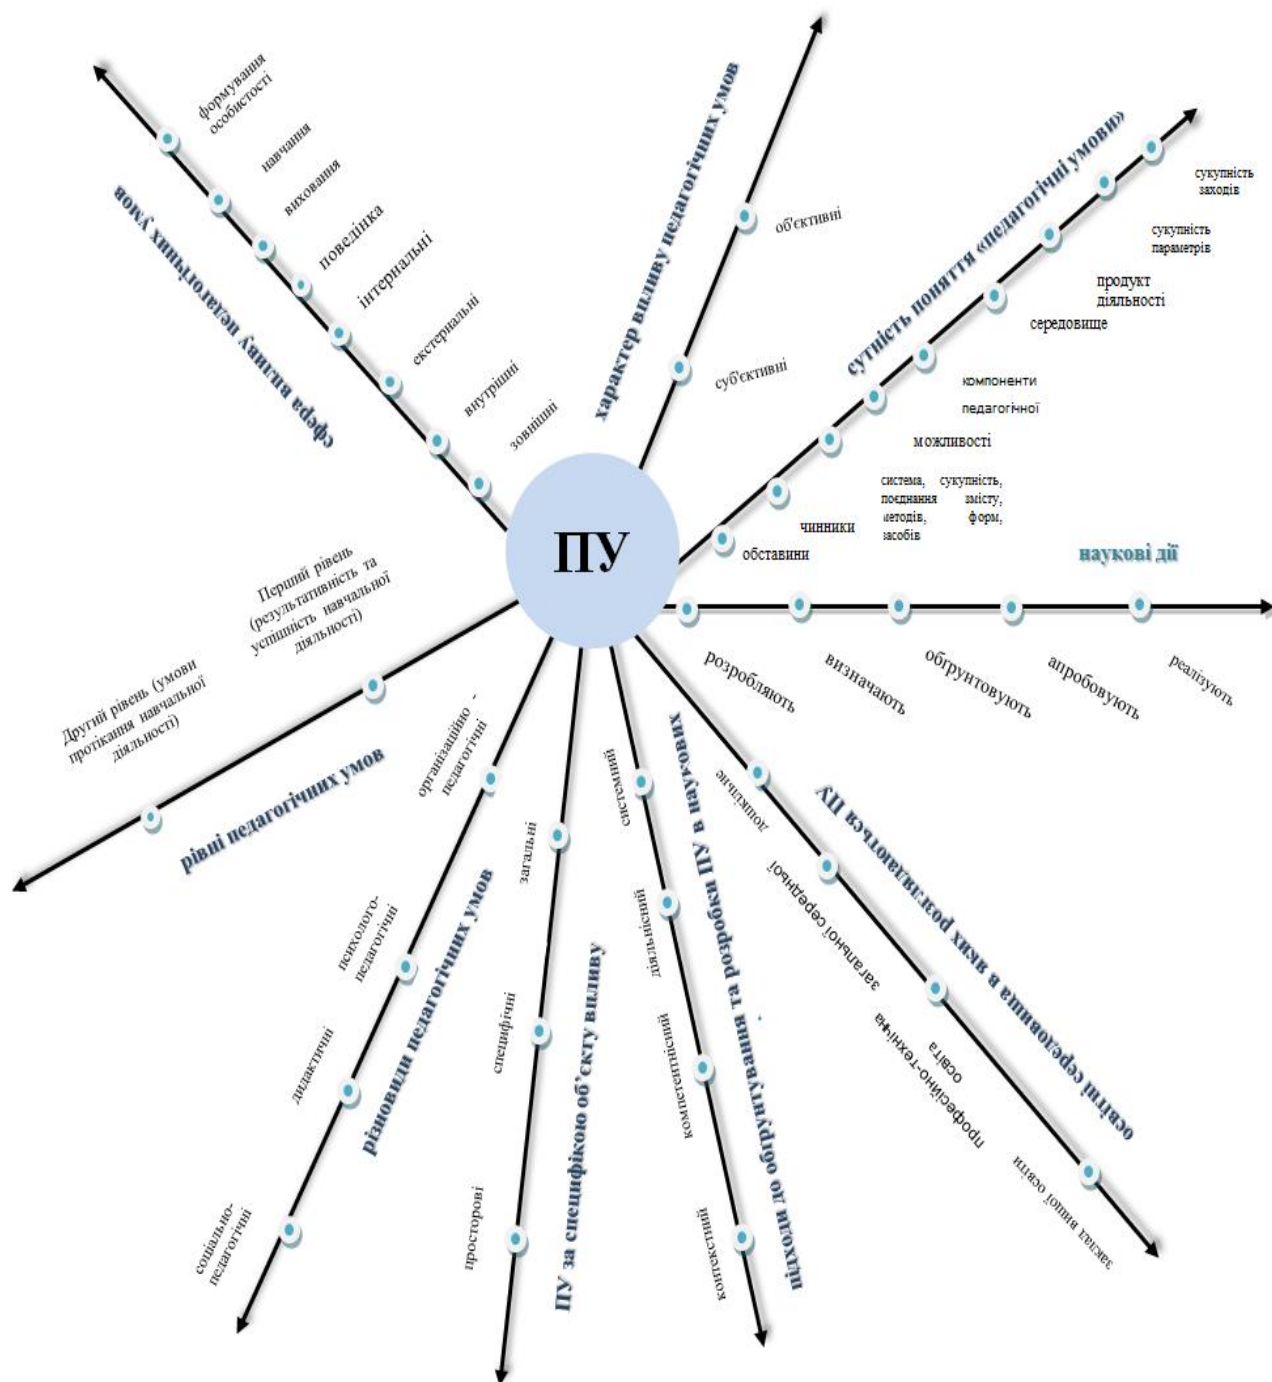 ПУ
сфера впливу педагогічних умов
формування
особистості
навчання
виховання
поведінка
інтернальні
екстернальні
внутрішні
зовнішні
характер впливу педагогічних умов
об'єктивні
суб'єктивні
сутність поняття «педагогічні умови»
сукупність
заходів
сукупність
параметрів
продукт
діяльності
середовище
компоненти
педагогічної
можливості
система, сукупність,
поєднання змісту,
методів, форм,
засобів
чинники
обставини
наукові дії
розробляють
визначають
обґрунтовують
апробовують
реалізують
освітні середовища в яких розглядаються ПУ
дошкільне
загальної середньої
професійно-технічна
освіта
заклад вищої освіти
підходи до обґрунтування та розробки ПУ в наукових
системний
діяльнісний
компетентнісний
контекстний
ПУ за специфікою об'єкту впливу
загальні
специфічні
просторові
різновиди педагогічних умов
організаційно -
педагогічні
психолого-
педагогічні
дидактичні
соціально-
педагогічні
рівні педагогічних умов
Перший рівень
(результативність та
успішність навчальної
діяльності)
Другий рівень (умови
протікання навчальної
діяльності)